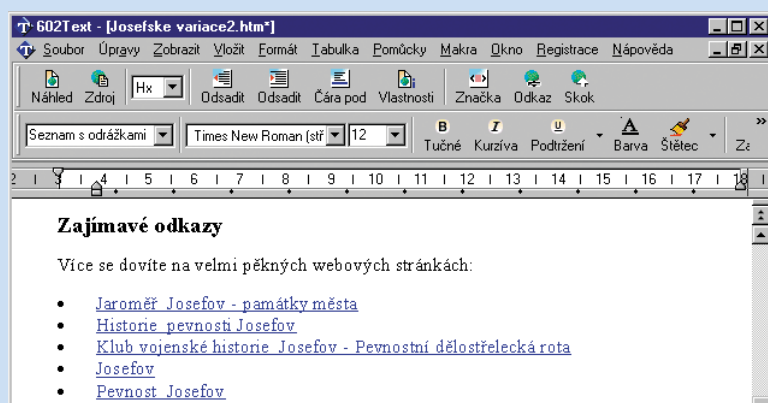 602Text - [Josefske variace2.htm*]
Soubor Úpravy Zobrazit Vložit Formát Tabulka Pomůcky Makra Okno Registrace Nápověda
Hx
Náhled Zdroj Odsadit Odsadit Čára pod Vlastnosti Značka Odkaz Skok
Seznam s odrážkami Times New Roman (stř 12
B I U A »
Tučné Kurzíva Podtržení Barva Štětec Za
2 3 4 5 6 7 8 9 10 11 12 13 14 15 16 17 18
Zajímavé odkazy
Více se dovíte na velmi pěkných webových stránkách:
• Jaroměř Josefov - památky města
• Historie pevnosti Josefov
• Klub vojenské historie Josefov - Pevnostní dělostřelecká rota
• Josefov
• Pevnost Josefov